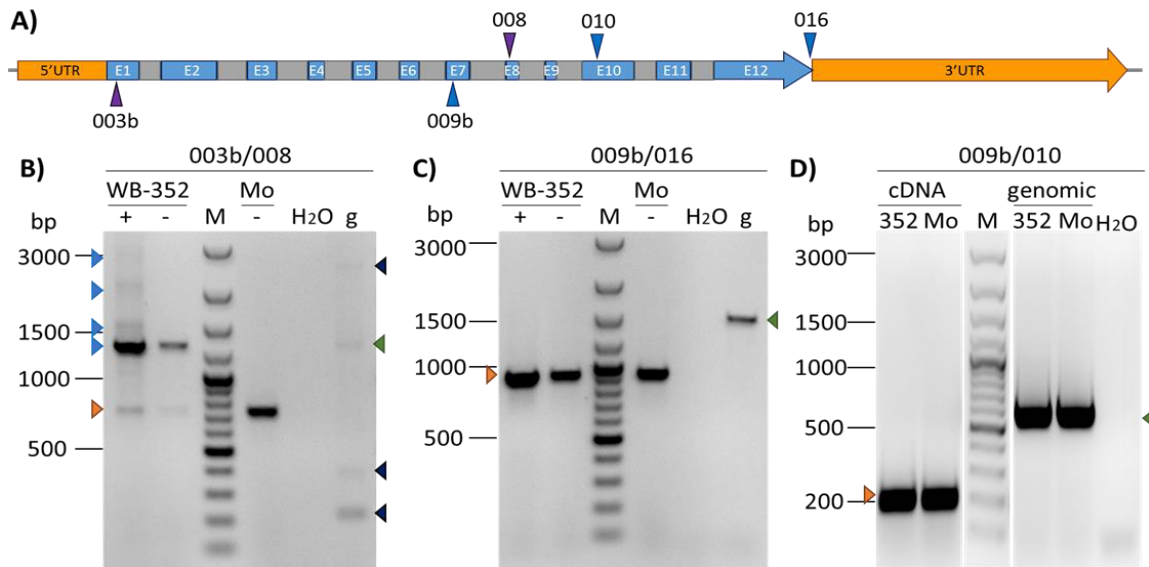 A)
008 010 016
5'UTR E1 E2 E3 E4 E5 E6 E7 E8 E9 E10 E11 E12 3'UTR
003b 009b
B) 003b/008
WB-352 Mo
bp + - M - H2O g
3000
1500
1000
500
C) 009b/016
WB-352 Mo
bp + - M - H2O g
3000
1500
1000
500
D) 009b/010
cDNA genomic
bp 352 Mo M 352 Mo H2O
3000
1500
1000
500
200